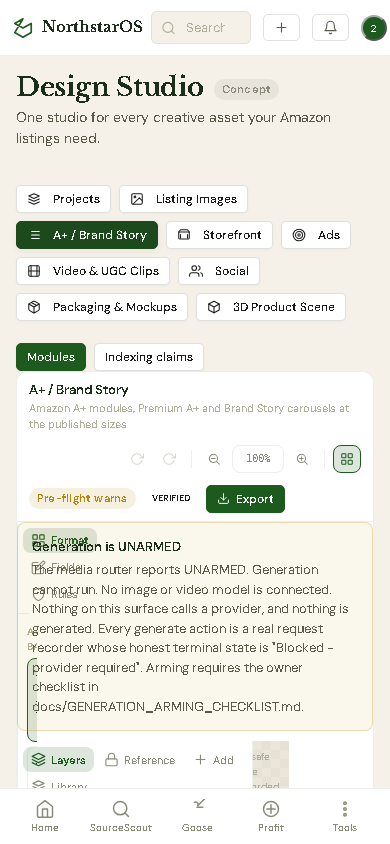 NorthstarOS
Search
2
Design Studio
Concept
One studio for every creative asset your Amazon
listings need.
Projects
Listing Images
A+ / Brand Story
Storefront
Ads
Video & UGC Clips
Social
Packaging & Mockups
3D Product Scene
Modules
Indexing claims
A+ / Brand Story
Amazon A+ modules, Premium A+ and Brand Story carousels at
the published sizes
100%
Pre-flight warns
VERIFIED
Export
Format
Generation is UNARMED
The media router reports UNARMED. Generation
cannot run. No image or video model is connected.
Nothing on this surface calls a provider, and nothing is
generated. Every generate action is a real request
recorder whose honest terminal state is "Blocked -
provider required". Arming requires the owner
checklist in
docs/GENERATION_ARMING_CHECKLIST.md.
Layers
Reference
Add
Library
Home
SourceScout
Goose
Profit
Tools